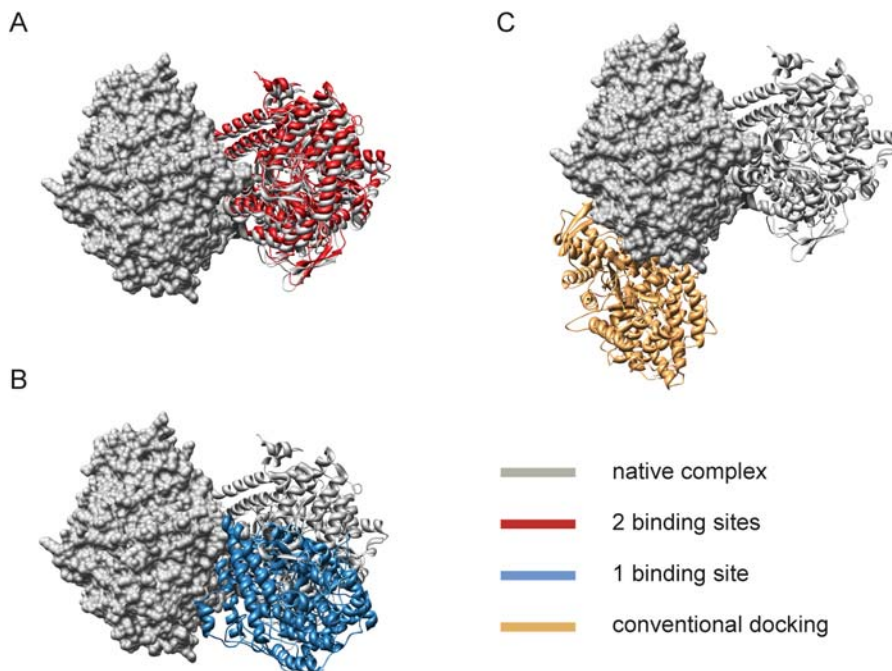 A
C
B
native complex
2 binding sites
1 binding site
conventional docking